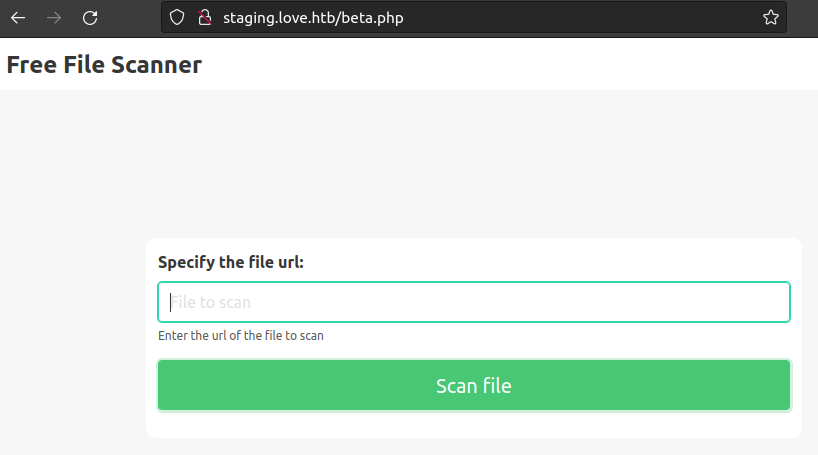 staging.love.htb/beta.php
Free File Scanner
Specify the file url:
File to scan
Enter the url of the file to scan
Scan file